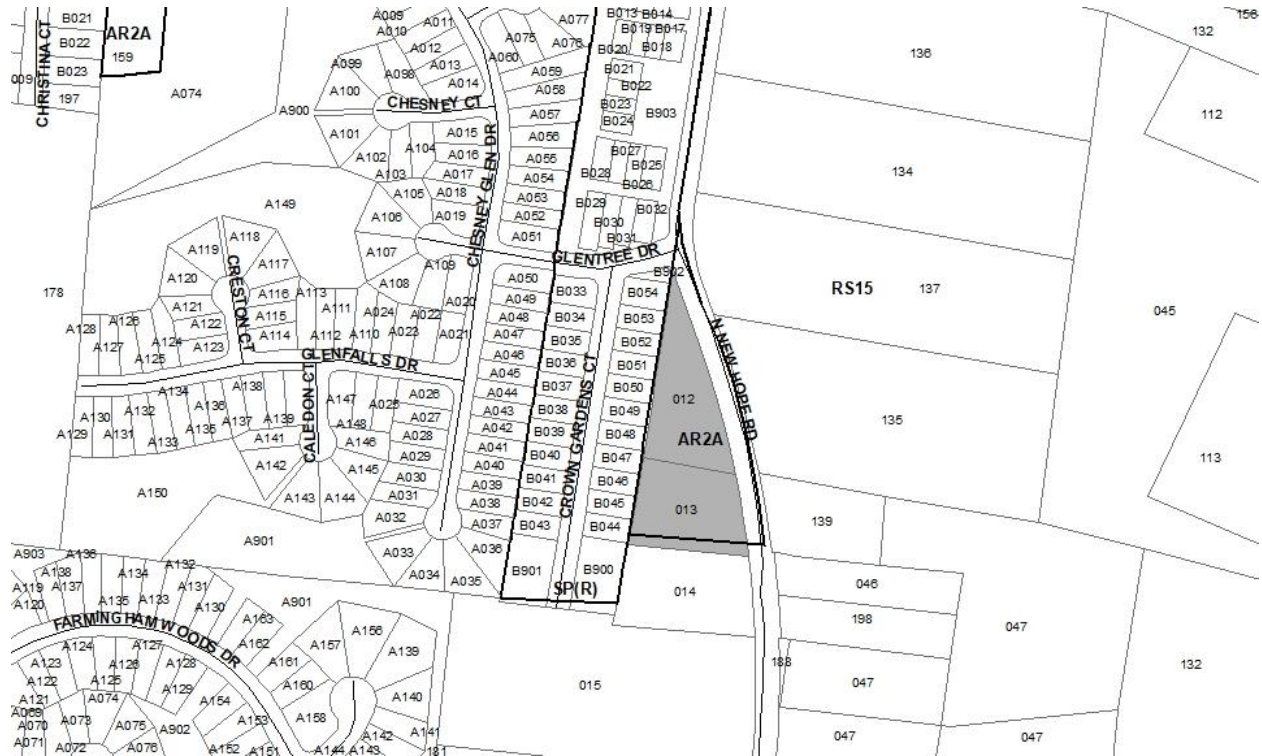 B021
B022
B023
197
009
CHRISTINA CT
AR2A
159
A074
A900
A009
A010
A011
A012
A013
A014
A099
A098
A100
CHESNEY CT
A101
A102
A103
A104
A015
A016
A017
A018
A019
A105
A106
A107
A075
A076
A077
A060
A059
A058
A057
A056
A055
A054
A053
A052
A051
CHESNEY GLEN DR
B013
B014
B019
B017
B018
B020
B021
B022
B023
B024
B903
B027
B025
B026
B028
B029
B030
B031
B032
GLENTREE DR
B902
136
132
156
112
134
RS15
137
045
135
113
N NEW HOPE RD
178
A149
A118
A119
A117
A120
A116
A113
A115
A114
A121
A122
A123
A124
A125
A126
A127
A128
CRESTON CT
A111
A112
A110
A108
A109
A024
A023
A022
A020
A021
GLENFALLS DR
A050
A049
A048
A047
A046
A045
A044
A043
A042
A041
A040
A039
A038
A037
A036
B033
B034
B035
B036
B037
B038
B039
B040
B041
B042
B043
B901
CROWN GARDENS CT
B054
B053
B052
B051
B050
B049
B048
B047
B046
B045
B044
B900
SP(R)
012
AR2A
013
014
015
139
046
198
188
047
047
047
047
132
A134
A138
A136
A132
A130
A129
A131
A133
A135
A137
A139
A141
A142
A143
A144
A145
A146
A147
A148
A025
A026
A027
A028
A029
A030
A031
A032
A033
A034
A035
CALEDON CT
A150
A901
A903
A136
A138
A137
A119
A120
A134
A135
A133
A132
A131
A130
A163
A162
A901
FARMINGHAM WOODS DR
A124
A123
A122
A121
A126
A125
A127
A128
A129
A074
A069
A070
A071
A073
A072
A075
A076
A902
A154
A153
A152
A151
A161
A160
A158
A157
A156
A139
A140
A141
A142
A143
A144
181